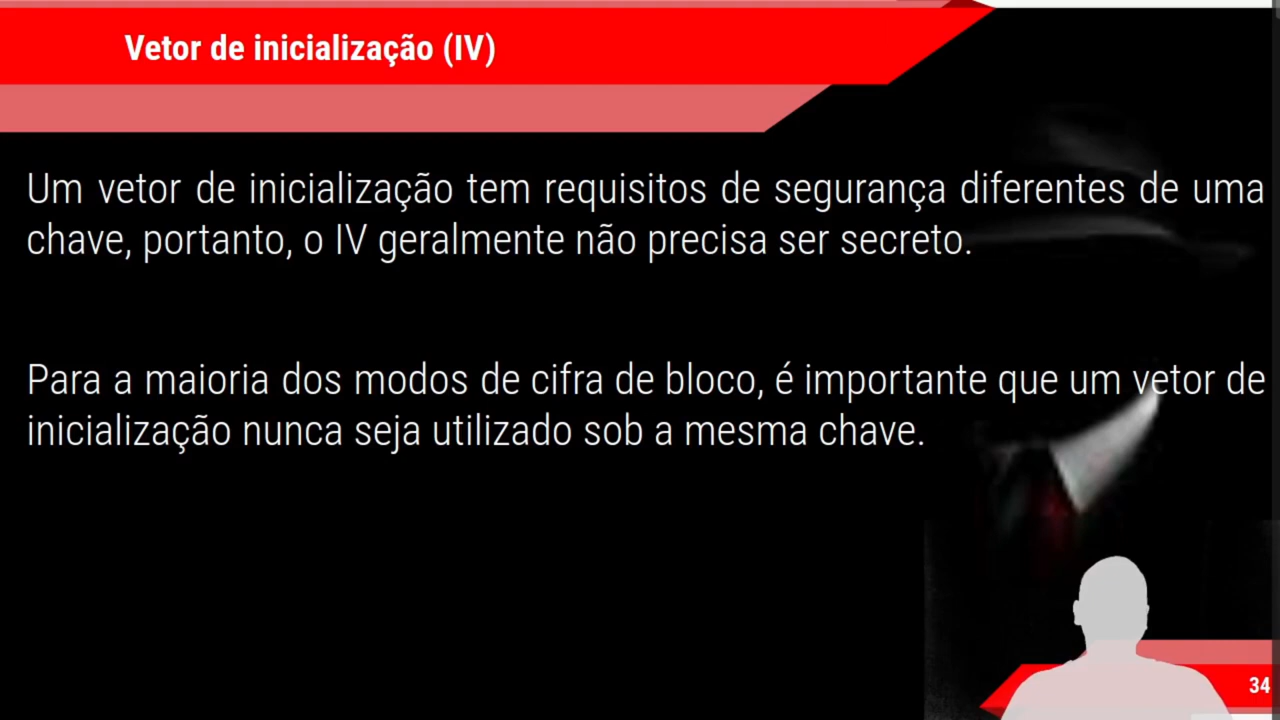 Vetor de inicialização (IV)
Um vetor de inicialização tem requisitos de segurança diferentes de uma
chave, portanto, o IV geralmente não precisa ser secreto.
Para a maioria dos modos de cifra de bloco, é importante que um vetor de
inicialização nunca seja utilizado sob a mesma chave.
34